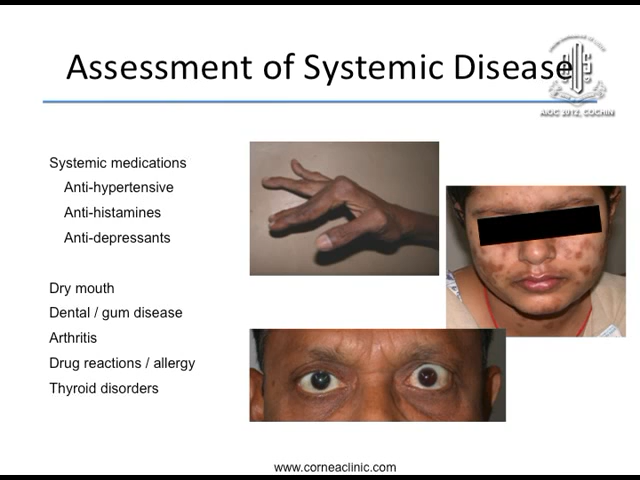 Assessment of Systemic Disease
AIOC 2012, COCHIN
Systemic medications
Anti-hypertensive
Anti-histamines
Anti-depressants
Dry mouth
Dental / gum disease
Arthritis
Drug reactions / allergy
Thyroid disorders
www.corneaclinic.com